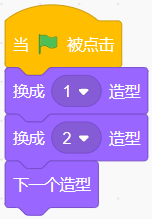 当 被点击
换成 1 造型
换成 2 造型
下一个造型